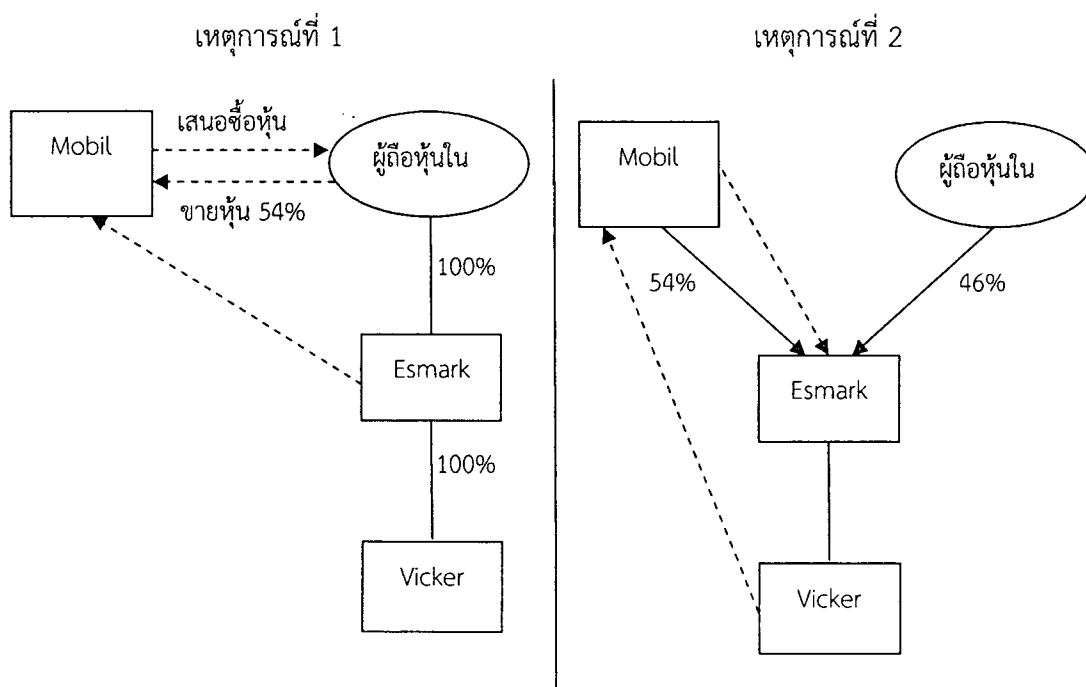 เหตุการณ์ที่ 1
Mobil
เสนอซื้อหุ้น
ผู้ถือหุ้นใน
ขายหุ้น 54%
100%
Esmark
100%
Vicker
เหตุการณ์ที่ 2
Mobil
ผู้ถือหุ้นใน
54%
46%
Esmark
Vicker